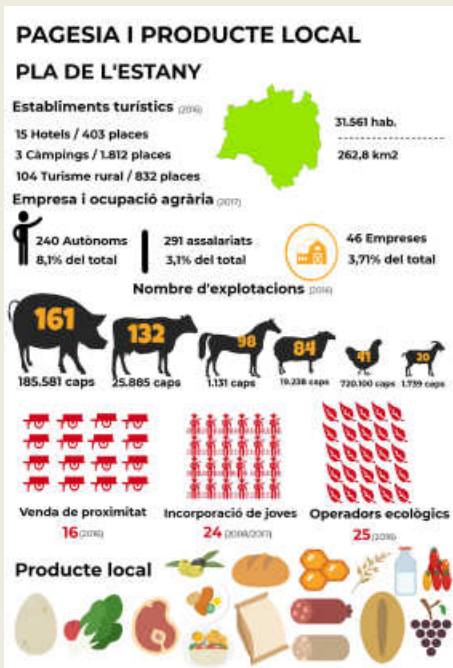 PAGESIA I PRODUCTE LOCAL
PLA DE L'ESTANY
Establiments turístics (2016)
15 Hotels / 403 places
3 Càmpings / 1.812 places
104 Turisme rural / 832 places
31.561 hab.
262,8 km2
Empresa i ocupació agrària (2017)
240 Autònoms
8,1% del total
291 assalariats
3,1% del total
46 Empreses
3,71% del total
Nombre d'explotacions (2016)
161
132
98
84
41
20
185.581 caps
25.885 caps
1.131 caps
19.238 caps
720.100 caps
1.739 caps
Venda de proximitat
16 (2016)
Incorporació de joves
24 (2008/2017)
Operadors ecològics
25 (2016)
Producte local